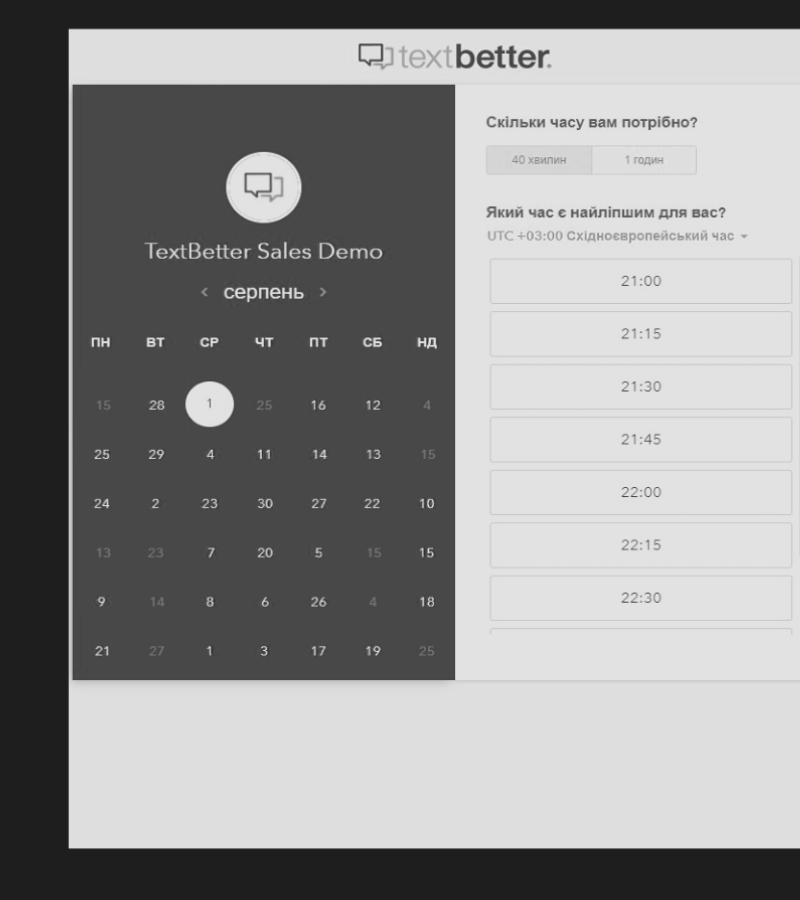 textbetter.
TextBetter Sales Demo
< серпень >
ПН ВТ СР ЧТ ПТ СБ НД
15 28 1 25 16 12 4
25 29 4 11 14 13 15
24 2 23 30 27 22 10
13 23 7 20 5 15 15
9 14 8 6 26 4 18
21 27 1 3 17 19 25
Скільки часу вам потрібно?
40 хвилин 1 годин
Який час є найліпшим для вас?
UTC +03:00 Східноєвропейський час
21:00
21:15
21:30
21:45
22:00
22:15
22:30